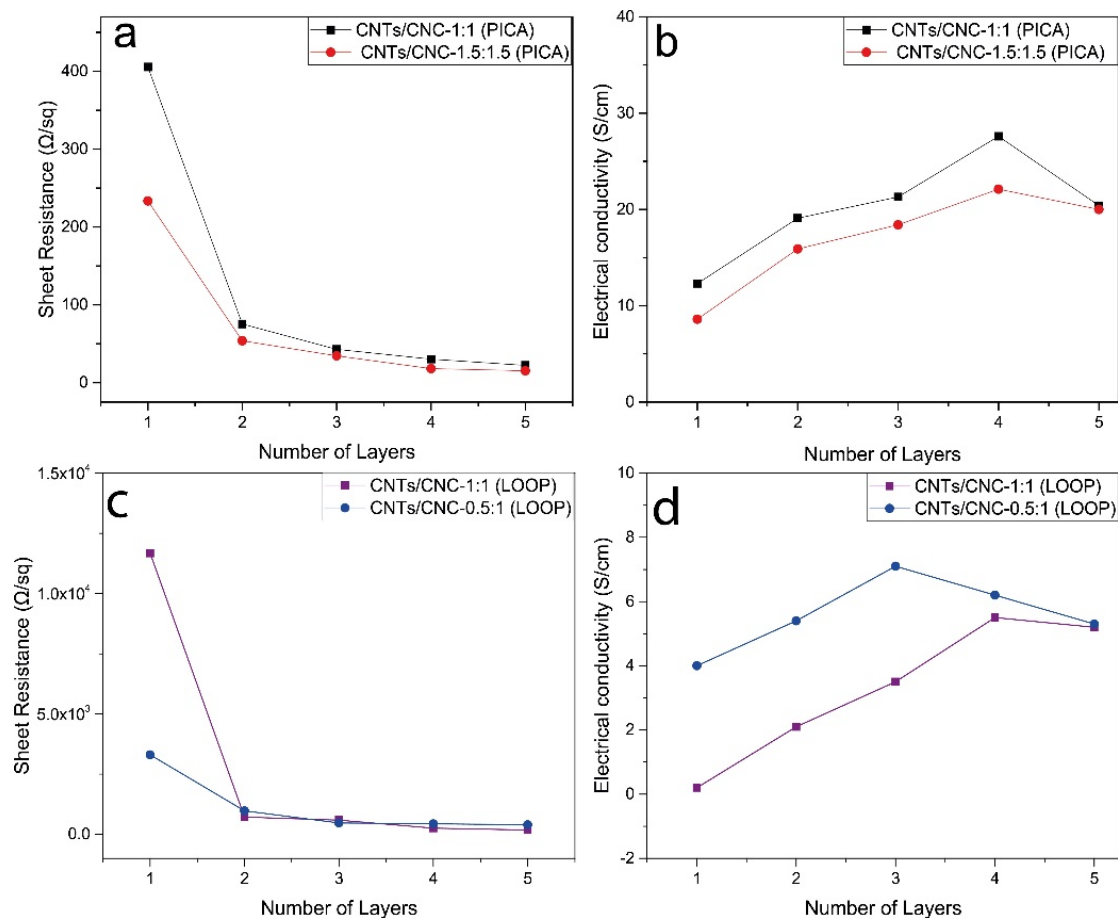 a
CNTs/CNC-1:1 (PICA)
CNTs/CNC-1.5:1.5 (PICA)
400
300
200
100
0
Sheet Resistance (Ω/sq)
1 2 3 4 5
Number of Layers
b
CNTs/CNC-1:1 (PICA)
CNTs/CNC-1.5:1.5 (PICA)
40
30
20
10
0
Electrical conductivity (S/cm)
1 2 3 4 5
Number of Layers
c
CNTs/CNC-1:1 (LOOP)
CNTs/CNC-0.5:1 (LOOP)
1.5x10⁴
1.0x10⁴
5.0x10³
0.0
Sheet Resistance (Ω/sq)
1 2 3 4 5
Number of Layers
d
CNTs/CNC-1:1 (LOOP)
CNTs/CNC-0.5:1 (LOOP)
10
8
6
4
2
0
-2
Electrical conductivity (S/cm)
1 2 3 4 5
Number of Layers